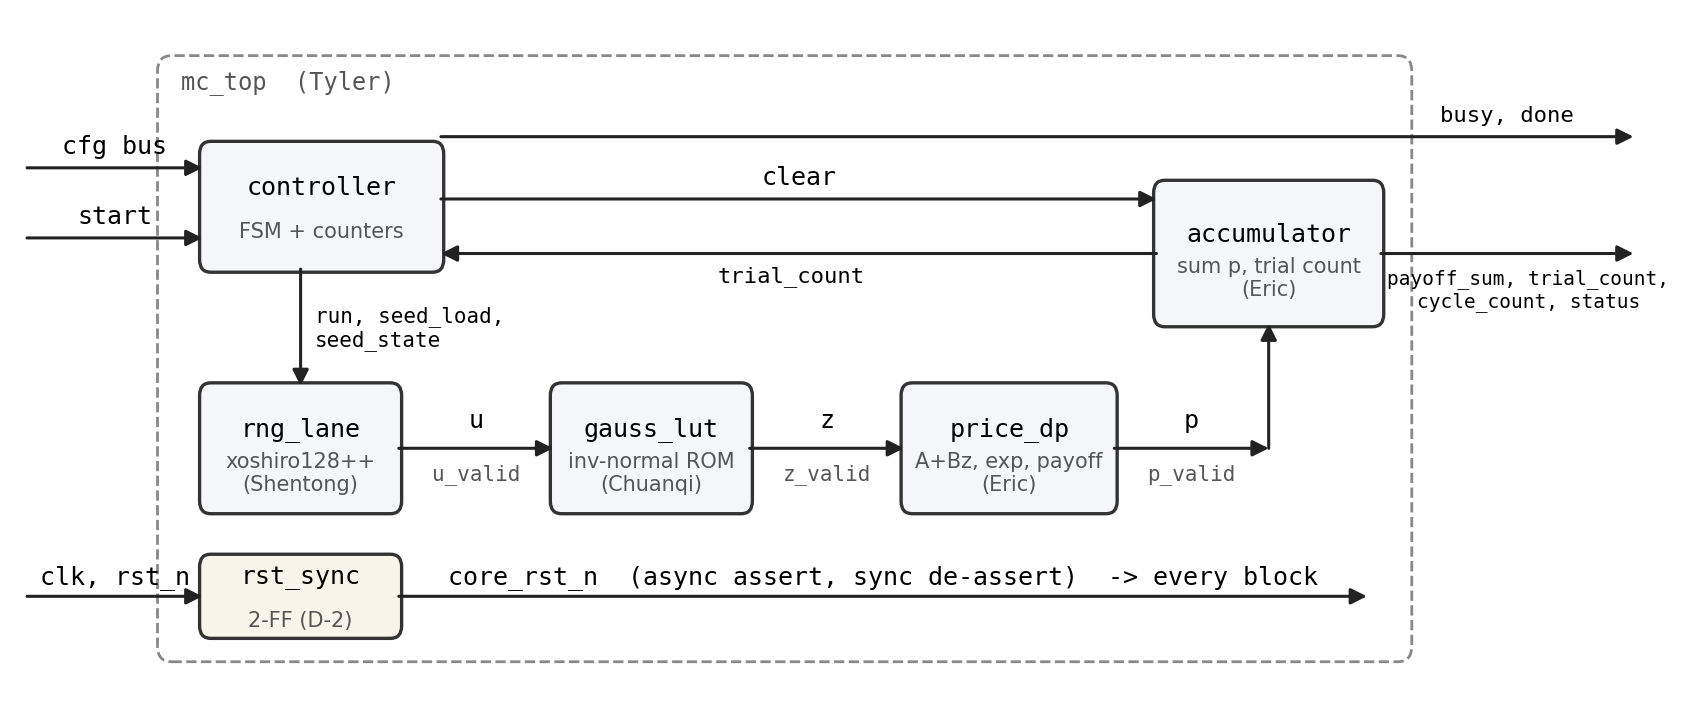 mc_top  (Tyler)
busy, done
cfg bus
clear
controller
start
FSM + counters
accumulator
sum p, trial count
(Eric)
trial_count
payoff_sum, trial_count,
cycle_count, status
run, seed_load,
seed_state
rng_lane
xoshiro128++
(Shentong)
u
u_valid
gauss_lut
inv-normal ROM
(Chuanqi)
z
z_valid
price_dp
A+Bz, exp, payoff
(Eric)
p
p_valid
clk, rst_n
rst_sync
2-FF (D-2)
core_rst_n  (async assert, sync de-assert)  -> every block